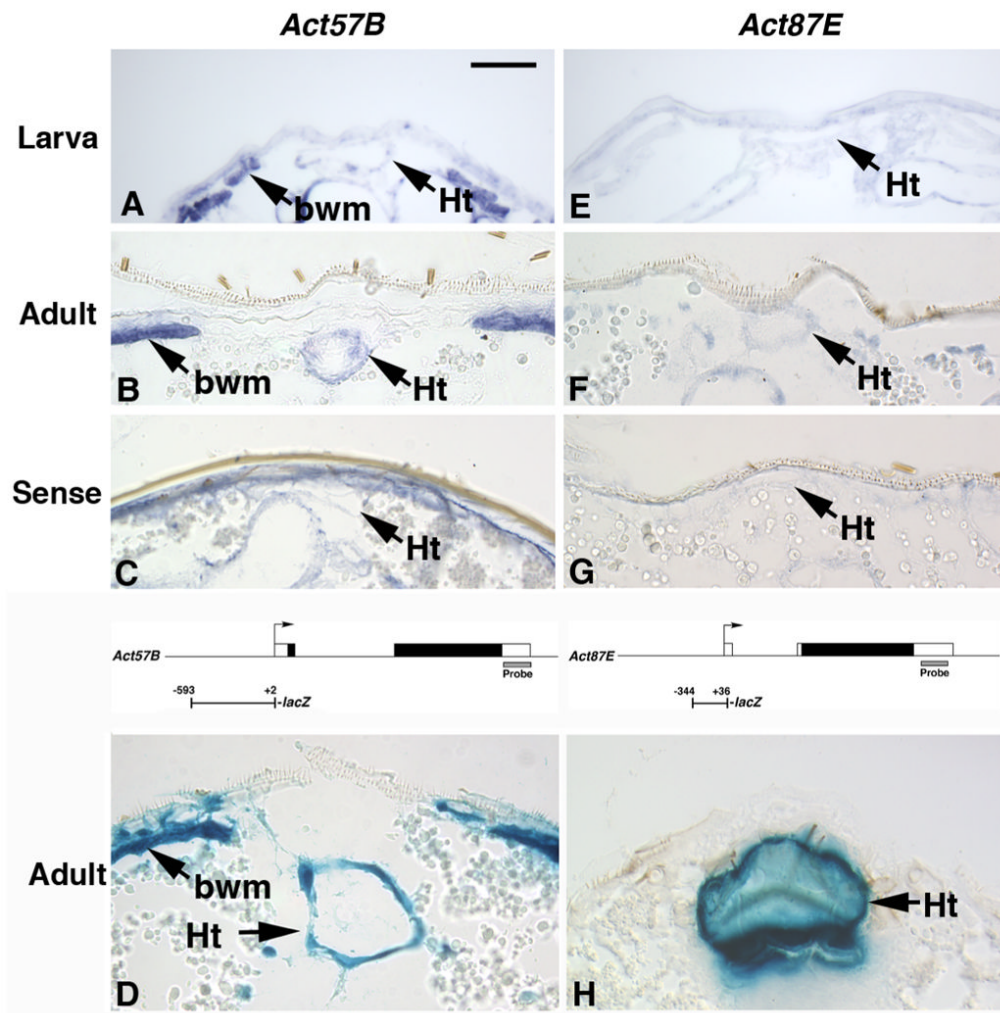 Act57B
Act87E
Larva
A
bwm
Ht
E
Ht
Adult
B
bwm
Ht
F
Ht
Sense
C
Ht
G
Ht
Act57B
Probe
-593 +2
-lacZ
Act87E
Probe
-344 +36
-lacZ
Adult
D
bwm
Ht
H
Ht